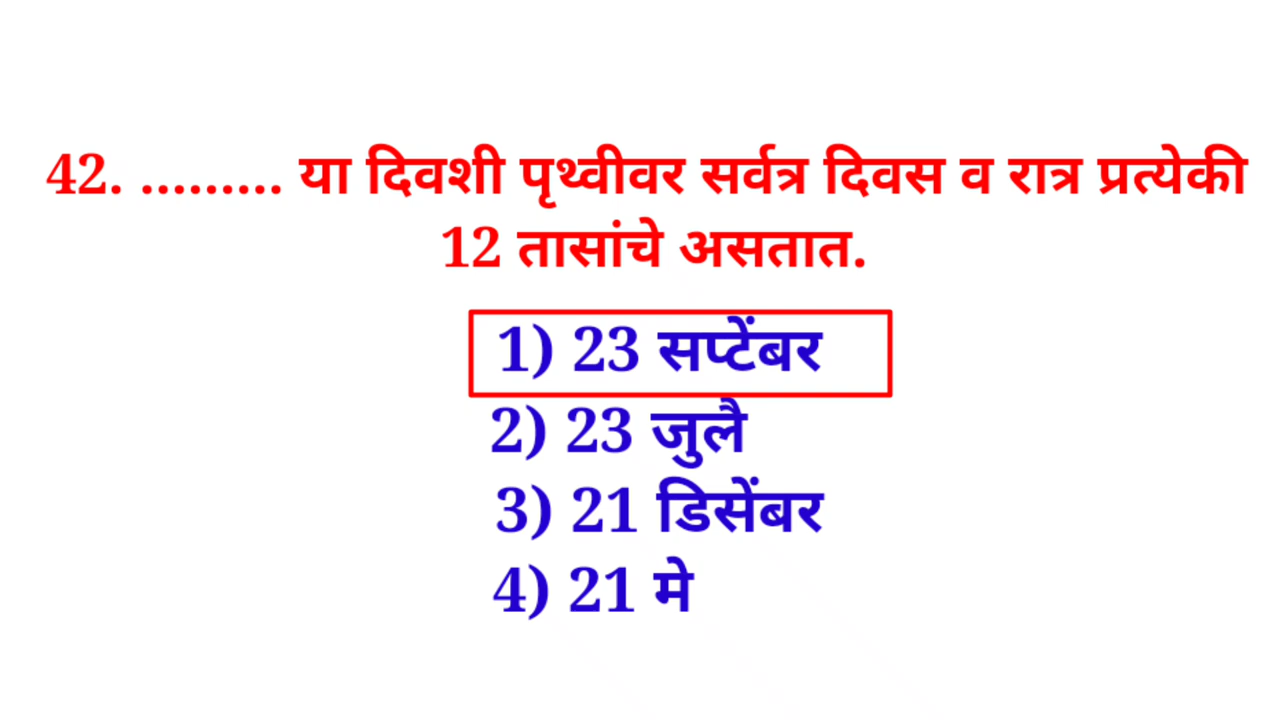 42. ......... या दिवशी पृथ्वीवर सर्वत्र दिवस व रात्र प्रत्येकी
12 तासांचे असतात.
1) 23 सप्टेंबर
2) 23 जुलै
3) 21 डिसेंबर
4) 21 मे